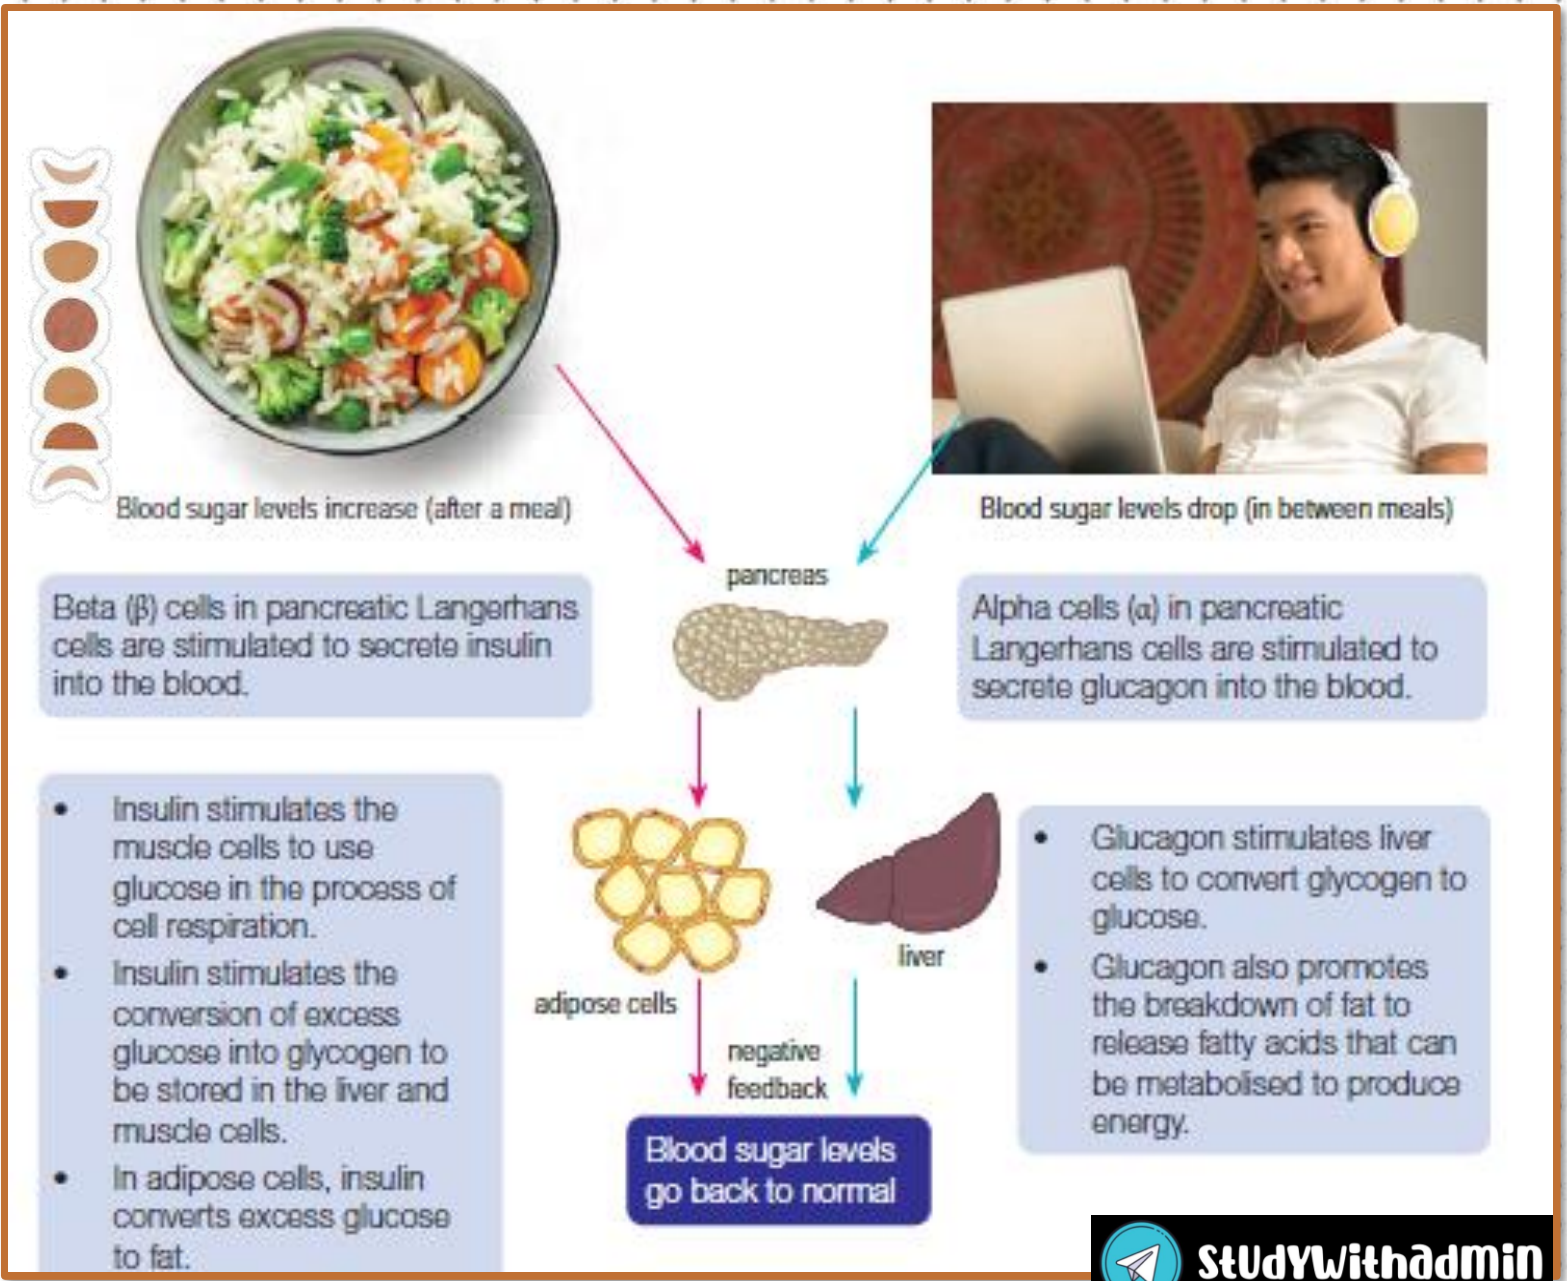 Blood sugar levels increase (after a meal)
Blood sugar levels drop (in between meals)
pancreas
Beta (β) cells in pancreatic Langerhans
cells are stimulated to secrete insulin
into the blood.
Alpha cells (α) in pancreatic
Langerhans cells are stimulated to
secrete glucagon into the blood.
• Insulin stimulates the
muscle cells to use
glucose in the process of
cell respiration.
• Insulin stimulates the
conversion of excess
glucose into glycogen to
be stored in the liver and
muscle cells.
• In adipose cells, insulin
converts excess glucose
to fat.
adipose cells
liver
• Glucagon stimulates liver
cells to convert glycogen to
glucose.
• Glucagon also promotes
the breakdown of fat to
release fatty acids that can
be metabolised to produce
energy.
negative
feedback
Blood sugar levels
go back to normal
studywithadmin